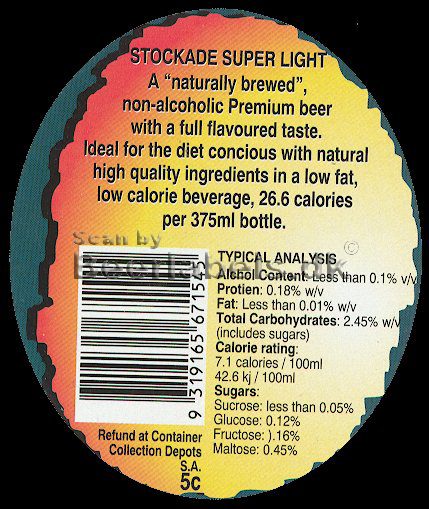 STOCKADE SUPER LIGHT
A “naturally brewed”,
non-alcoholic Premium beer
with a full flavoured taste.
Ideal for the diet concious with natural
high quality ingredients in a low fat,
low calorie beverage, 26.6 calories
per 375ml bottle.
Scan by
©
TYPICAL ANALYSIS
Alchol Content Less than 0.1% v/v
Protien: 0.18% w/v
Fat: Less than 0.01% w/v
Total Carbohydrates: 2.45% w/v
(includes sugars)
Calorie rating:
7.1 calories / 100ml
42.6 kj / 100ml
Sugars:
Sucrose: less than 0.05%
Glucose: 0.12%
Fructose: ).16%
Maltose: 0.45%
9 319165 671515
Refund at Container
Collection Depots
S.A.
5c